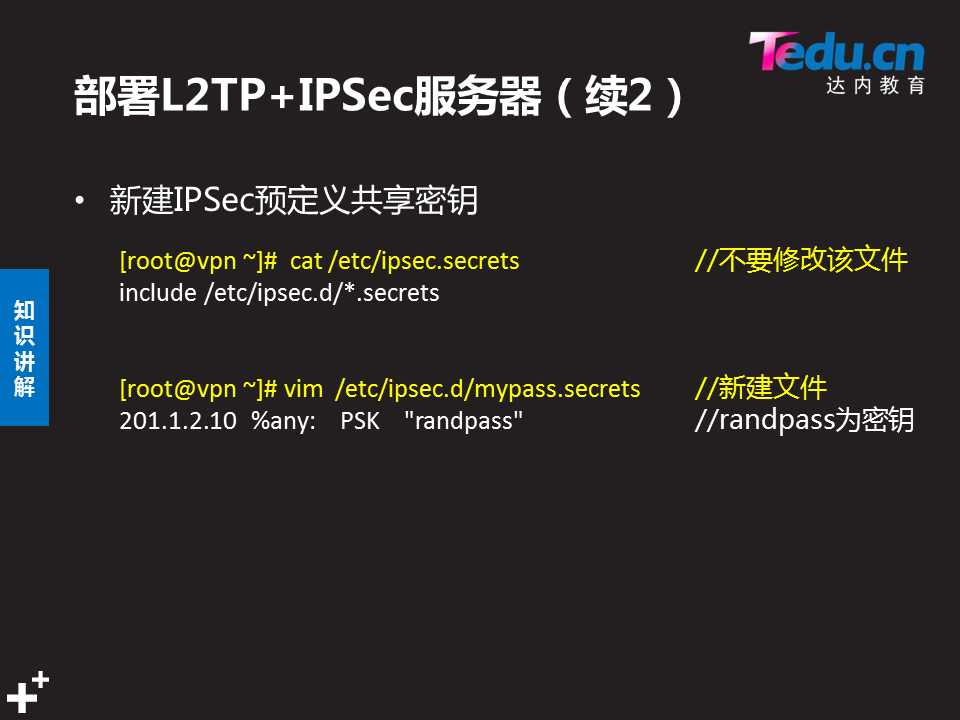 Tedu.cn
达内教育
部署L2TP+IPSec服务器（续2）
• 新建IPSec预定义共享密钥
[root@vpn ~]# cat /etc/ipsec.secrets //不要修改该文件
include /etc/ipsec.d/*.secrets
知识讲解
[root@vpn ~]# vim /etc/ipsec.d/mypass.secrets //新建文件
201.1.2.10 %any: PSK "randpass" //randpass为密钥